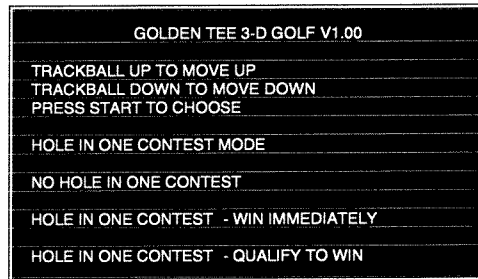 GOLDEN TEE 3-D GOLF V1.00
TRACKBALL UP TO MOVE UP
TRACKBALL DOWN TO MOVE DOWN
PRESS START TO CHOOSE
HOLE IN ONE CONTEST MODE
NO HOLE IN ONE CONTEST
HOLE IN ONE CONTEST - WIN IMMEDIATELY
HOLE IN ONE CONTEST - QUALIFY TO WIN